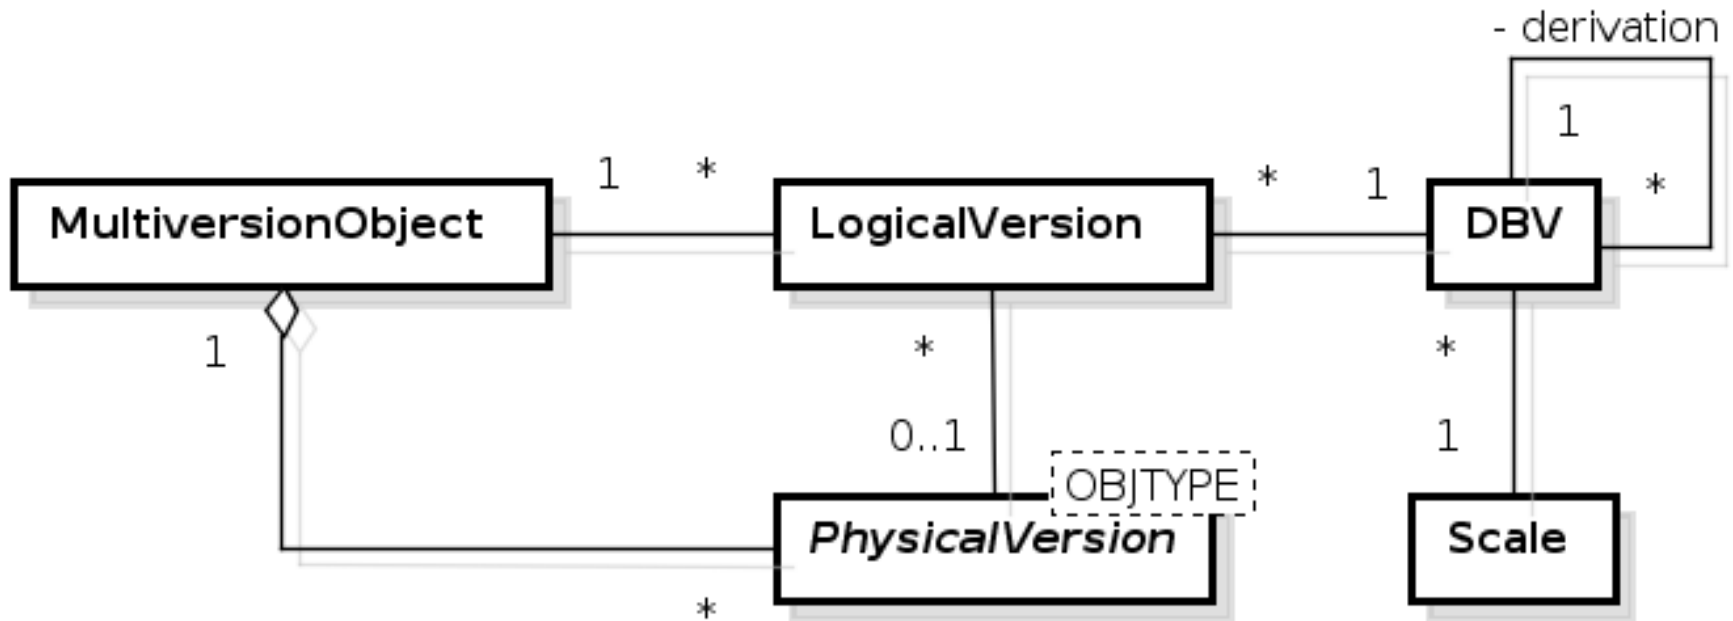 - derivation
1
*
1 *
* 1
MultiversionObject
LogicalVersion
DBV
1
*
0..1
*
1
OBJTYPE
PhysicalVersion
Scale
*